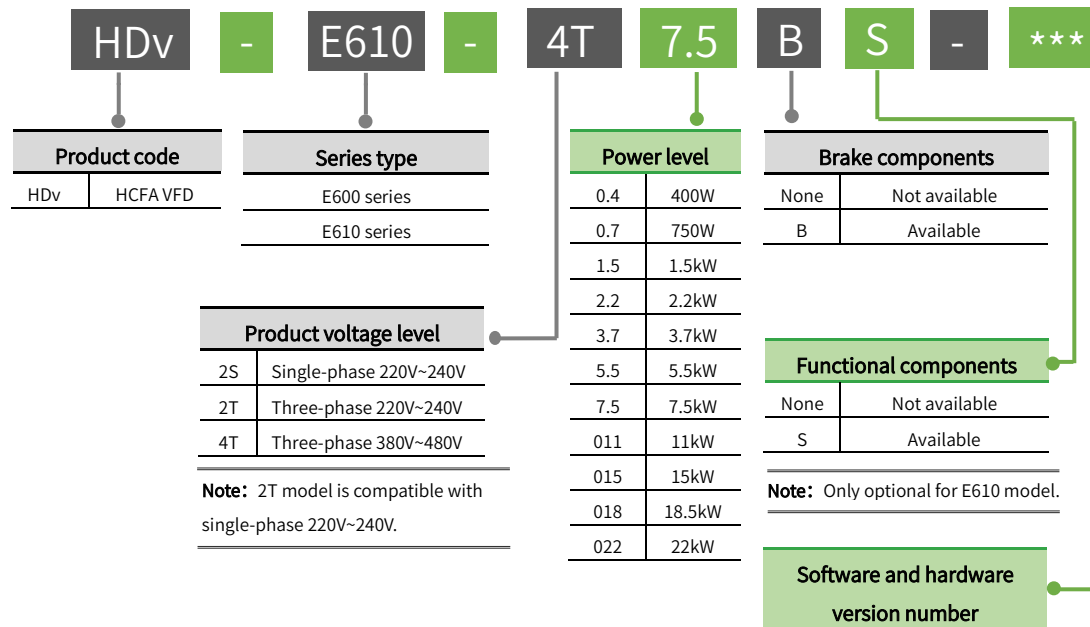 HDv - E610 - 4T 7.5 B S - ***
Product code
HDv HCFA VFD
Series type
E600 series
E610 series
Product voltage level
2S Single-phase 220V~240V
2T Three-phase 220V~240V
4T Three-phase 380V~480V
Note: 2T model is compatible with
single-phase 220V~240V.
Power level
0.4 400W
0.7 750W
1.5 1.5kW
2.2 2.2kW
3.7 3.7kW
5.5 5.5kW
7.5 7.5kW
011 11kW
015 15kW
018 18.5kW
022 22kW
Brake components
None Not available
B Available
Functional components
None Not available
S Available
Note: Only optional for E610 model.
Software and hardware
version number